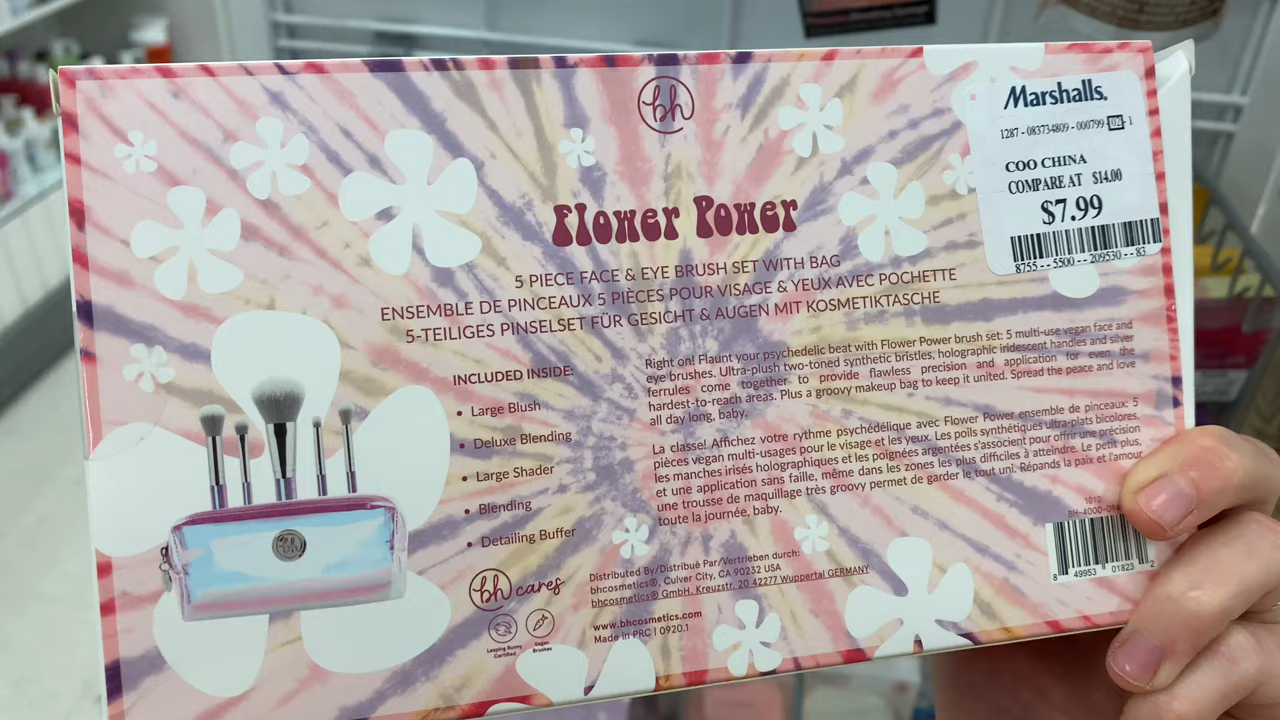 bh
Marshalls.
1287 - 083734809 - 000799 - 02 - 1
COO CHINA
COMPARE AT $14.00
$7.99
8755 - - 5500 - - 209530 - - 83
Flower Power
5 PIECE FACE & EYE BRUSH SET WITH BAG
ENSEMBLE DE PINCEAUX 5 PIÈCES POUR VISAGE & YEUX AVEC POCHETTE
5-TEILIGES PINSELSET FÜR GESICHT & AUGEN MIT KOSMETIKTASCHE
INCLUDED INSIDE:
• Large Blush
• Deluxe Blending
• Large Shader
• Blending
• Detailing Buffer
Right on! Flaunt your psychedelic beat with Flower Power brush set: 5 multi-use vegan face and
eye brushes. Ultra-plush two-toned synthetic bristles, holographic iridescent handles and silver
ferrules come together to provide flawless precision and application for even the
hardest-to-reach areas. Plus a groovy makeup bag to keep it united. Spread the peace and love
all day long, baby.
La classe! Affichez votre rythme psychédélique avec Flower Power ensemble de pinceaux: 5
pièces vegan multi-usages pour le visage et les yeux. Les poils synthétiques ultra-plats bicolores,
les manches irisés holographiques et les poignées argentées s'associent pour offrir une précision
et une application sans faille, même dans les zones les plus difficiles à atteindre. Le petit plus,
une trousse de maquillage très groovy permet de garder le tout uni. Répands la paix et l'amour
toute la journée, baby.
bh cares
Leaping Bunny
Certified
Vegan
Brushes
Distributed By/Distribué Par/Vertrieben durch:
bhcosmetics®, Culver City, CA 90232 USA
bhcosmetics® GmbH, Kreuzstr. 20 42277 Wuppertal GERMANY
www.bhcosmetics.com
Made in PRC | 0920.1
1010
BH-4000-094
8 49953 01823 2